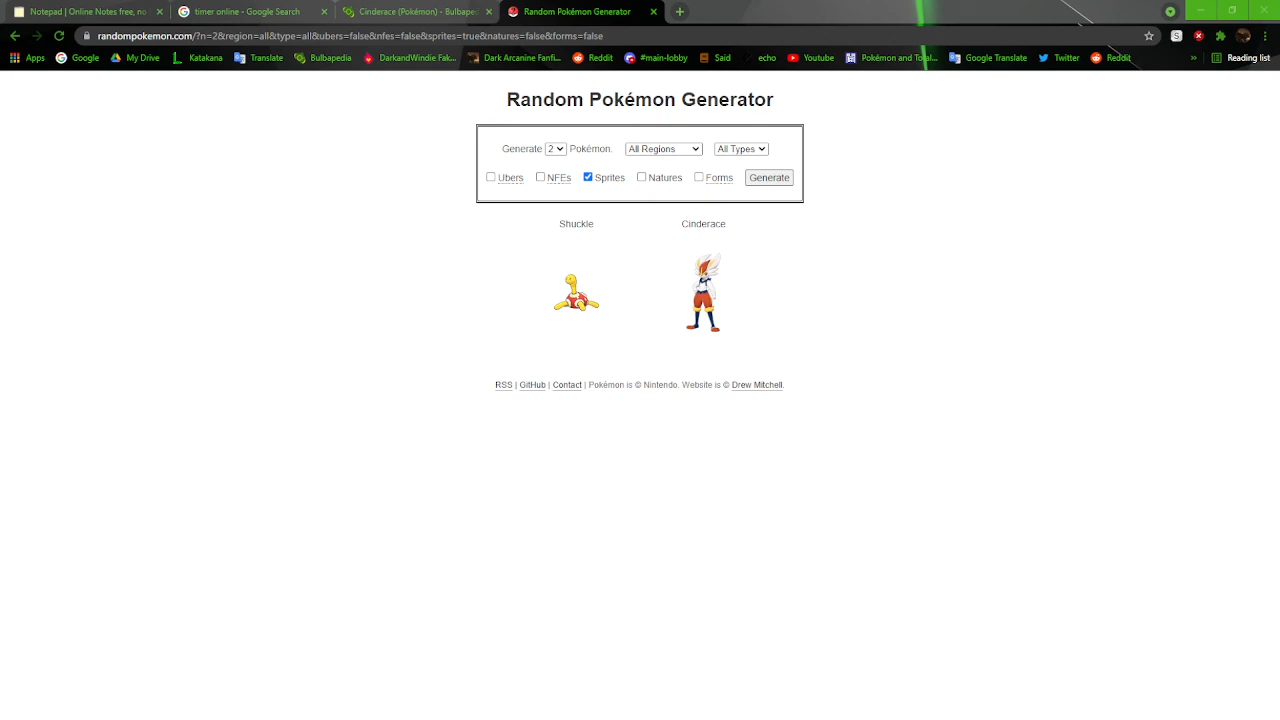 Notepad | Online Notes free, no
timer online - Google Search
Cinderace (Pokémon) - Bulbaped
Random Pokémon Generator
randompokemon.com/?n=2&region=all&type=all&ubers=false&nfes=false&sprites=true&natures=false&forms=false
Apps Google My Drive Katakana Translate Bulbapedia DarkandWindie Fak... Dark Arcanine Fanfi... Reddit #main-lobby Said echo Youtube Pokémon and Total... Google Translate Twitter Reddit » Reading list
Random Pokémon Generator
Generate 2 Pokémon. All Regions All Types
Ubers NFEs Sprites Natures Forms Generate
Shuckle Cinderace
RSS | GitHub | Contact | Pokémon is © Nintendo. Website is © Drew Mitchell.